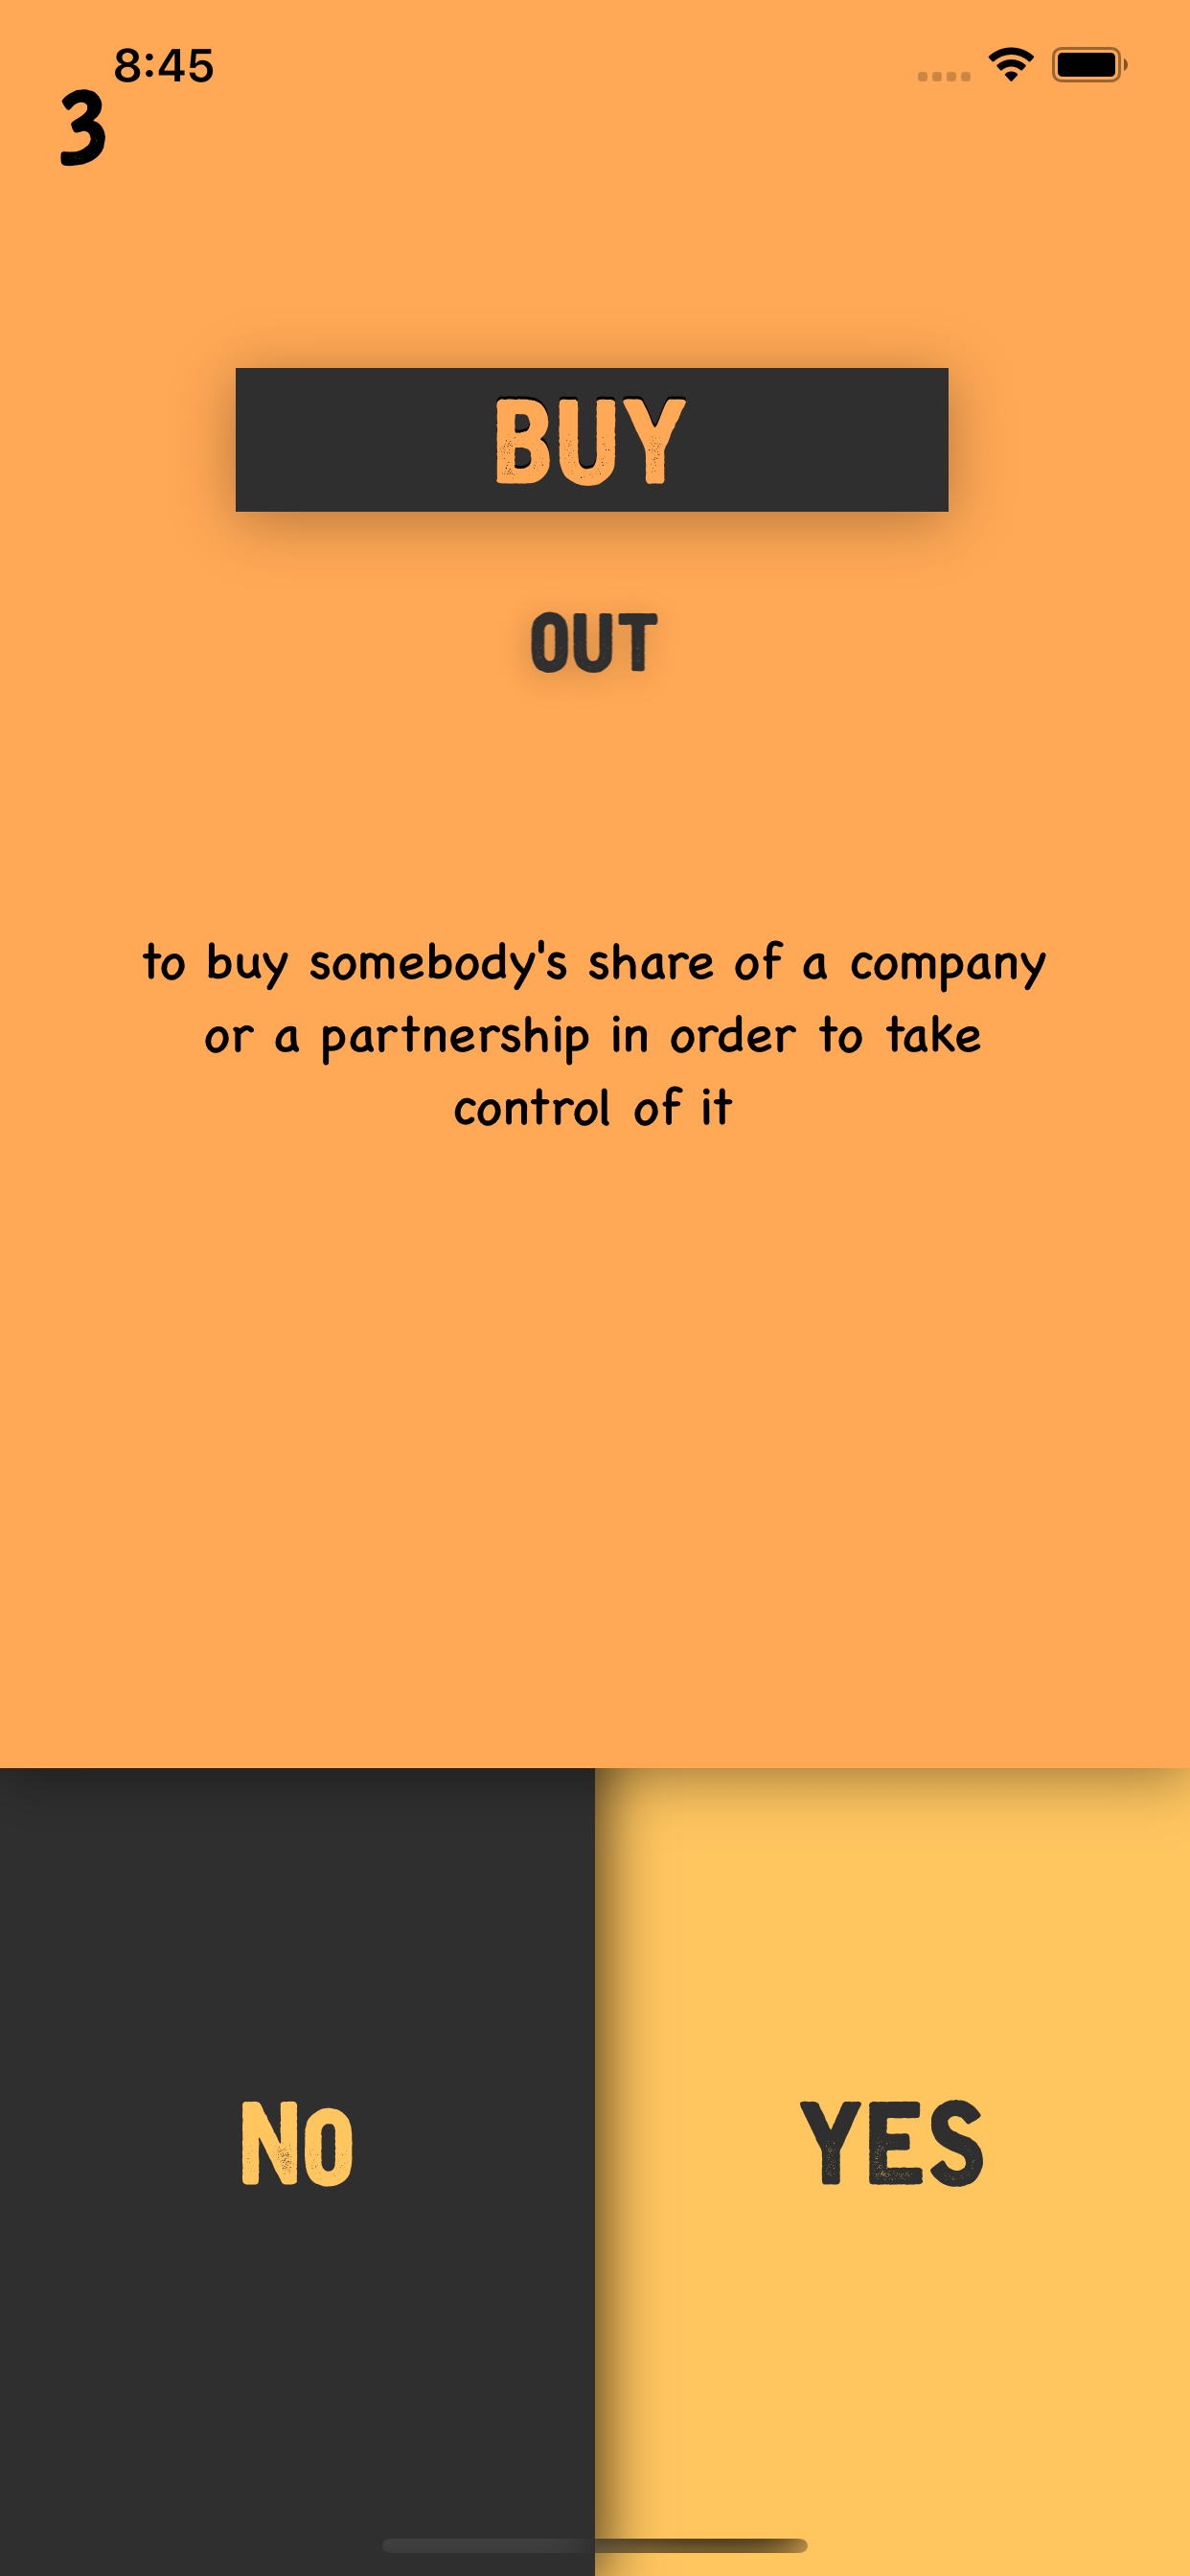 8:45
3
BUY
OUT
to buy somebody's share of a company
or a partnership in order to take
control of it
NO
YES